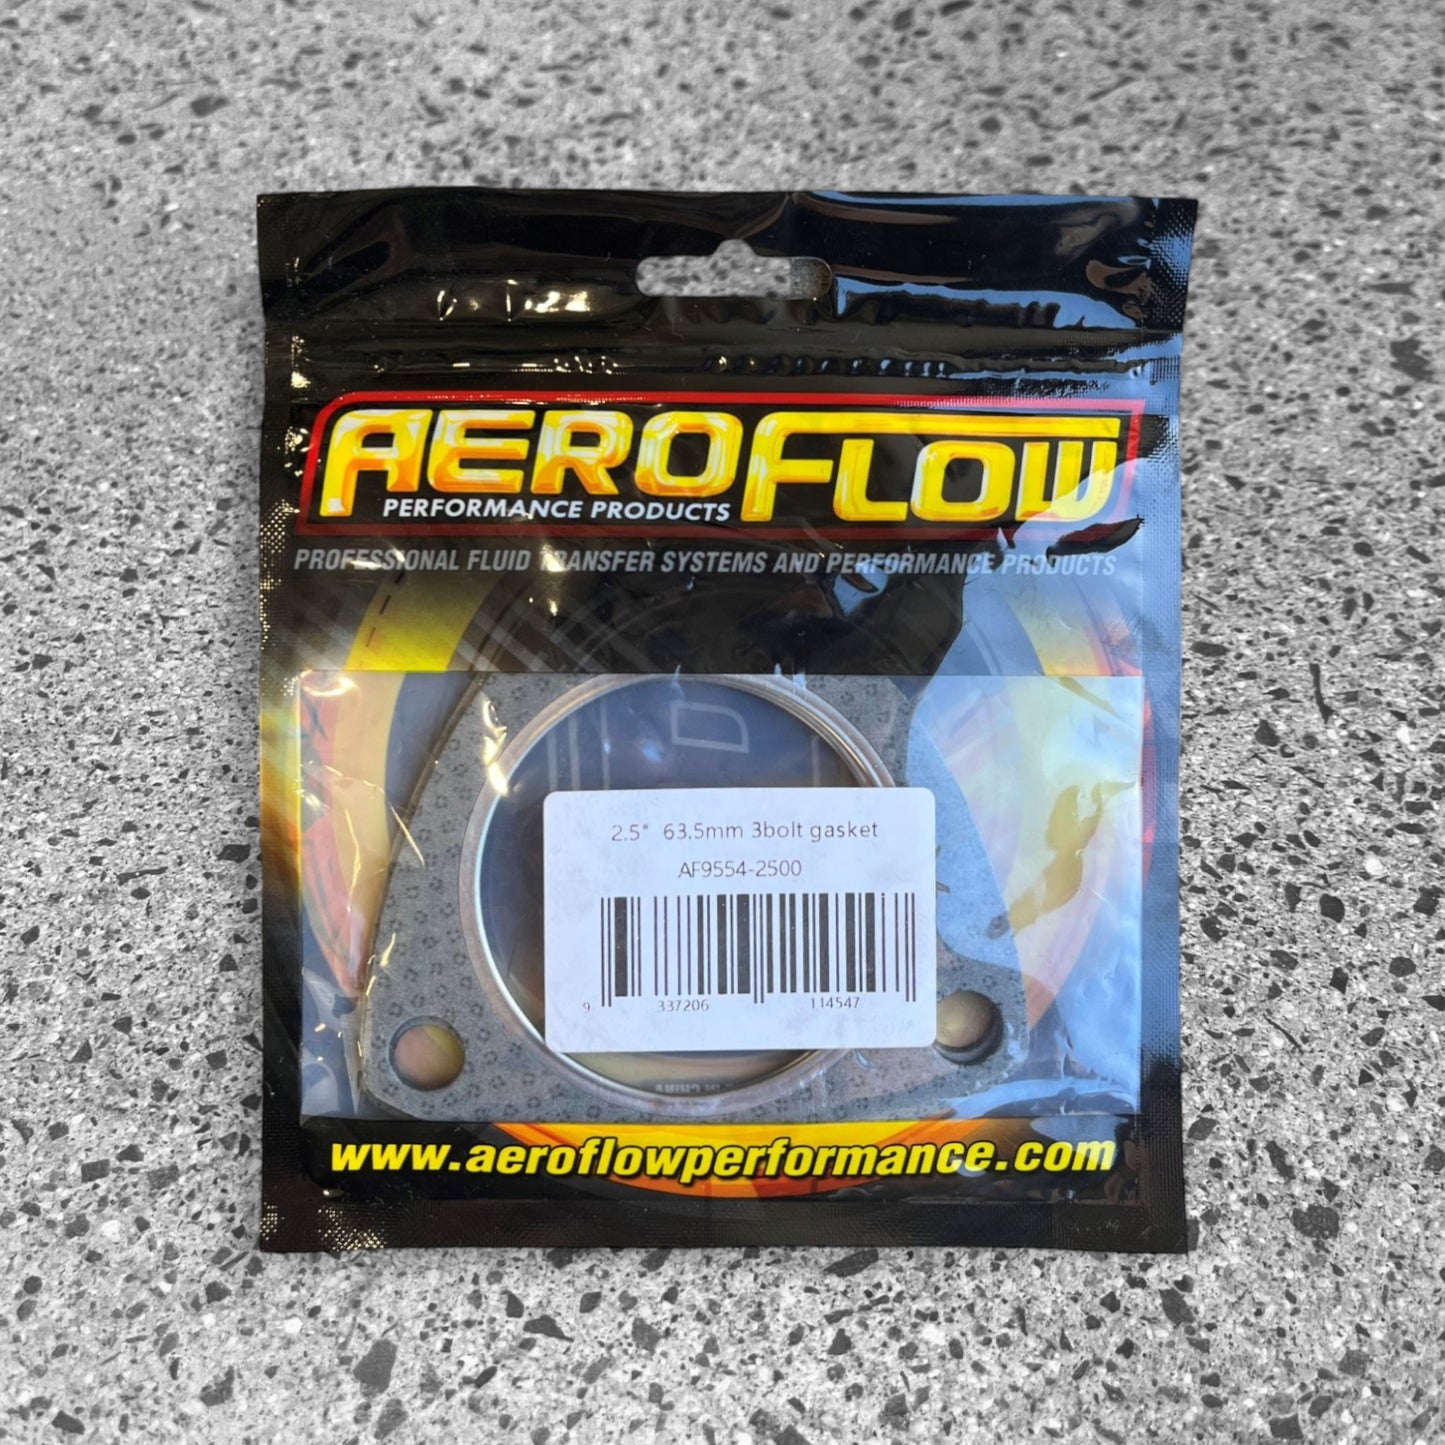 AEROFLOW
PERFORMANCE PRODUCTS
PROFESSIONAL FLUID TRANSFER SYSTEMS AND PERFORMANCE PRODUCTS
2.5" 63.5mm 3bolt gasket
AF9554-2500
9 337206 114547
www.aeroflowperformance.com